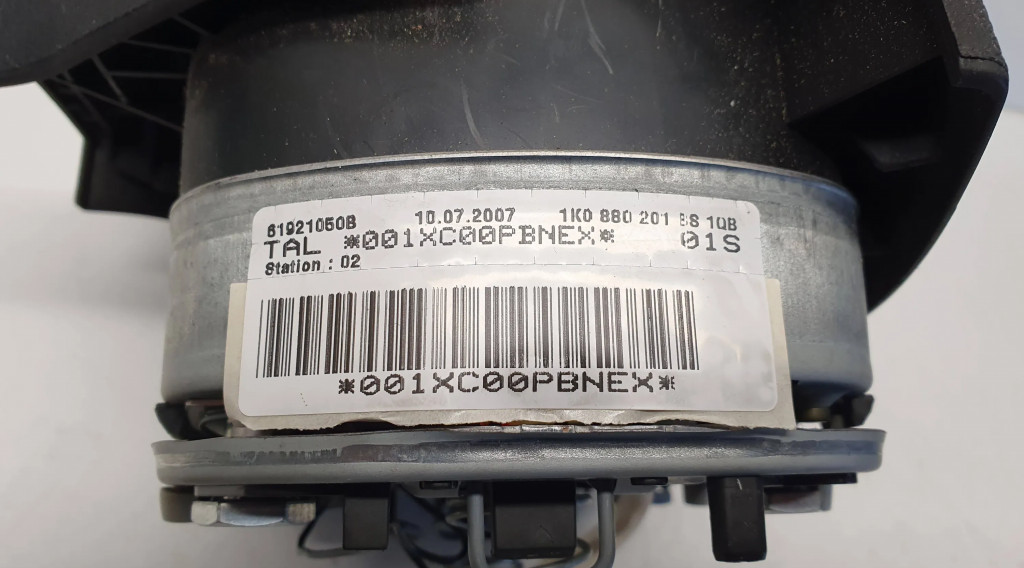 61921050B 10.07.2007 1K0 880 201 BS 1QB
TAL *001XC00PBNEX* 01S
Station : 02
*001XC00PBNEX*